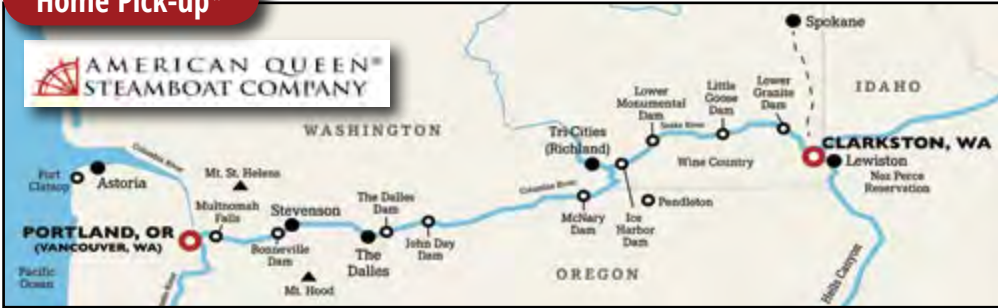 Home Pick-up*
AMERICAN QUEEN®
STEAMBOAT COMPANY
Spokane
IDAHO
WASHINGTON
Lower
Monumental
Dam
Little
Goose
Dam
Lower
Granite
Dam
Snake River
Tri-Cities
(Richland)
Wine Country
CLARKSTON, WA
Lewiston
Nez Perce
Reservation
Columbia River
Fort
Clatsop
Astoria
Mt. St. Helens
Multnomah
Falls
Stevenson
The Dalles
Dam
Columbia River
Pendleton
PORTLAND, OR
(VANCOUVER, WA)
Bonneville
Dam
The
Dalles
John Day
Dam
McNary
Dam
Ice
Harbor
Dam
Pacific
Ocean
Mt. Hood
OREGON
Hells Canyon